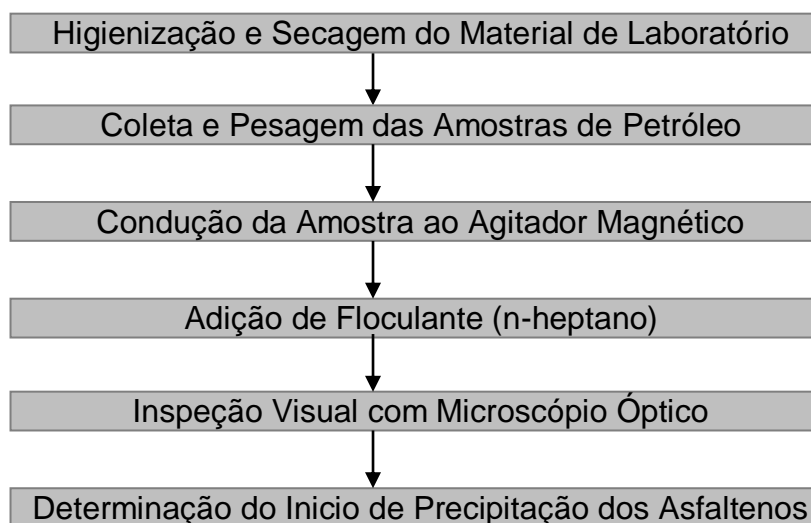 Higienização e Secagem do Material de Laboratório
Coleta e Pesagem das Amostras de Petróleo
Condução da Amostra ao Agitador Magnético
Adição de Floculante (n-heptano)
Inspeção Visual com Microscópio Óptico
Determinação do Inicio de Precipitação dos Asfaltenos